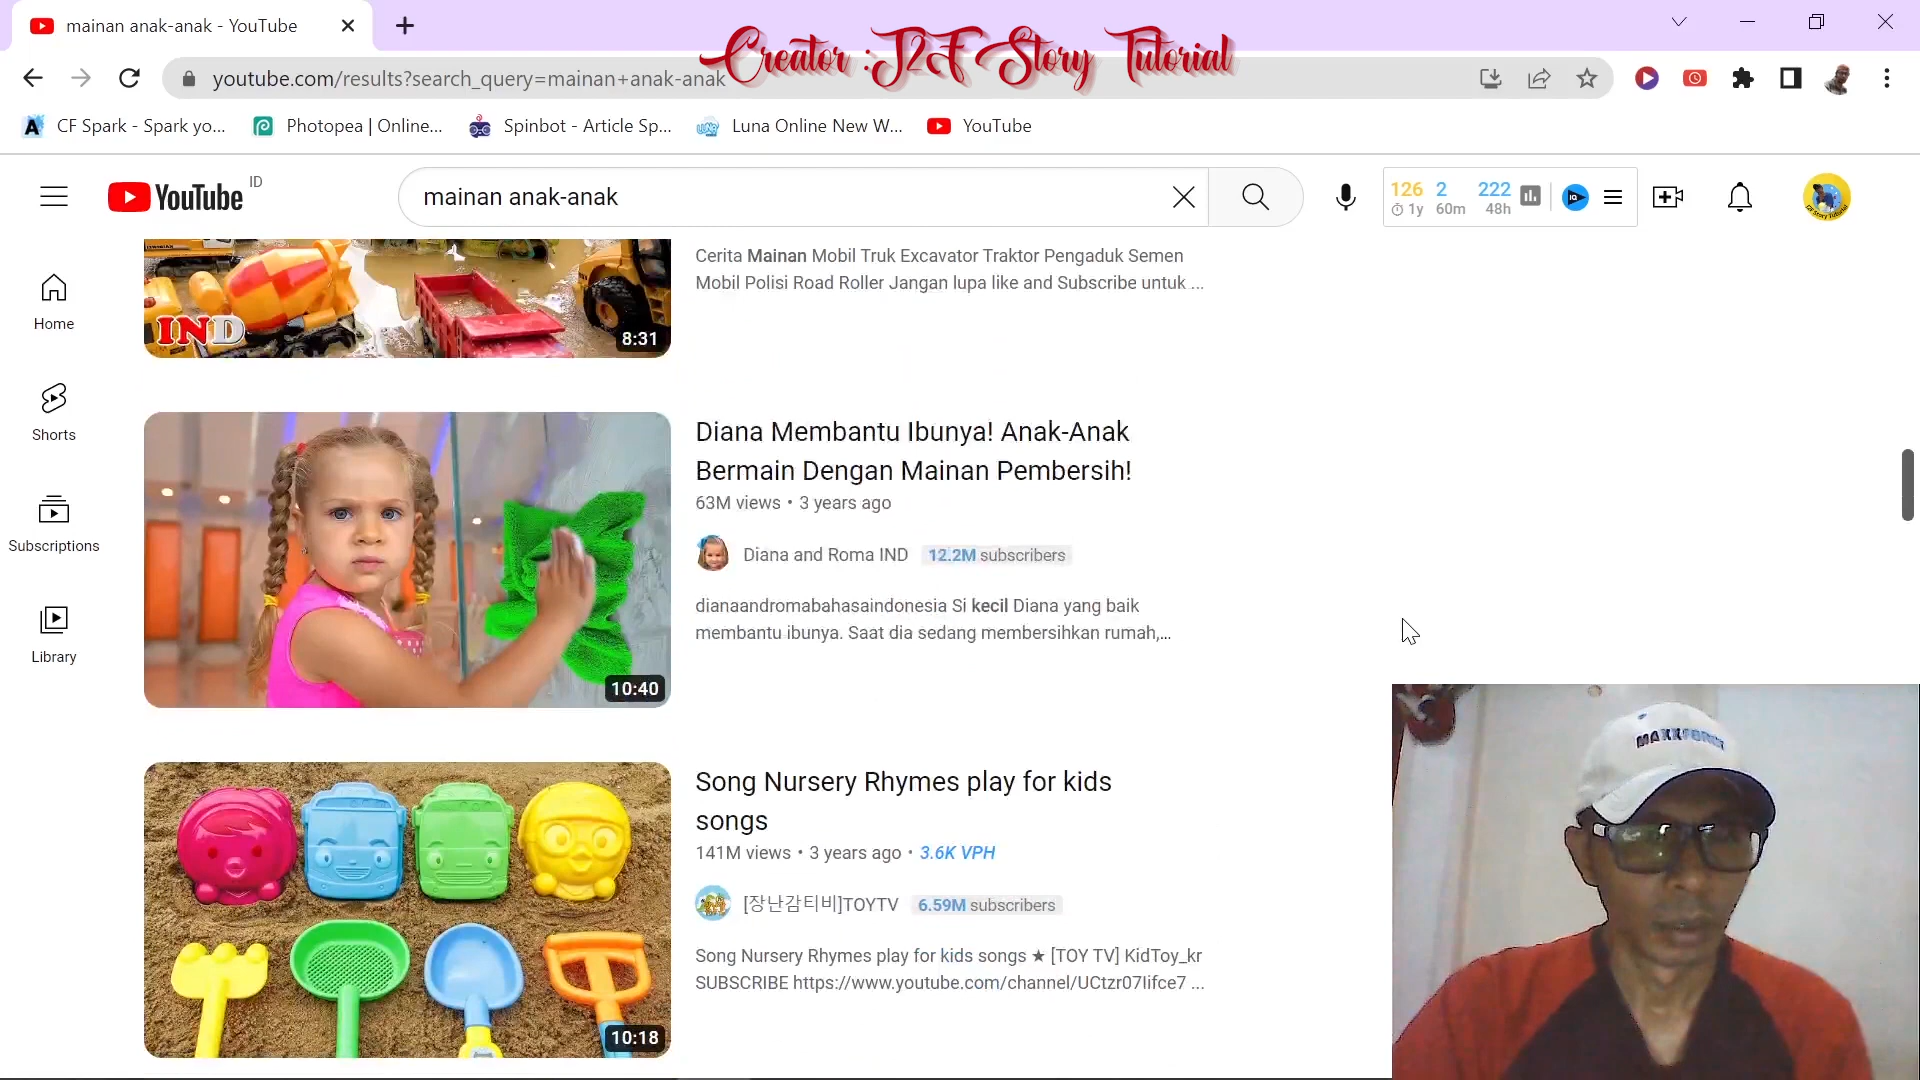 mainan anak-anak - YouTube
Creator :J2F Story Tutorial
youtube.com/results?search_query=mainan+anak-anak
CF Spark - Spark yo...
Photopea | Online...
Spinbot - Article Sp...
Luna Online New W...
YouTube
YouTube ID
mainan anak-anak
126 2 222
1y 60m 48h
Home
Shorts
Subscriptions
Library
IND
8:31
Cerita Mainan Mobil Truk Excavator Traktor Pengaduk Semen
Mobil Polisi Road Roller Jangan lupa like and Subscribe untuk ...
10:40
Diana Membantu Ibunya! Anak-Anak
Bermain Dengan Mainan Pembersih!
63M views • 3 years ago
Diana and Roma IND 12.2M subscribers
dianaandromabahasaindonesia Si kecil Diana yang baik
membantu ibunya. Saat dia sedang membersihkan rumah,...
10:18
Song Nursery Rhymes play for kids
songs
141M views • 3 years ago • 3.6K VPH
[장난감티비]TOYTV 6.59M subscribers
Song Nursery Rhymes play for kids songs ★ [TOY TV] KidToy_kr
SUBSCRIBE https://www.youtube.com/channel/UCtzr07Iifce7 ...